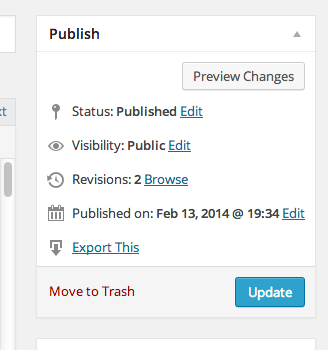 Publish
Preview Changes
xt
Status: Published Edit
Visibility: Public Edit
Revisions: 2 Browse
Published on: Feb 13, 2014 @ 19:34 Edit
Export This
Move to Trash
Update